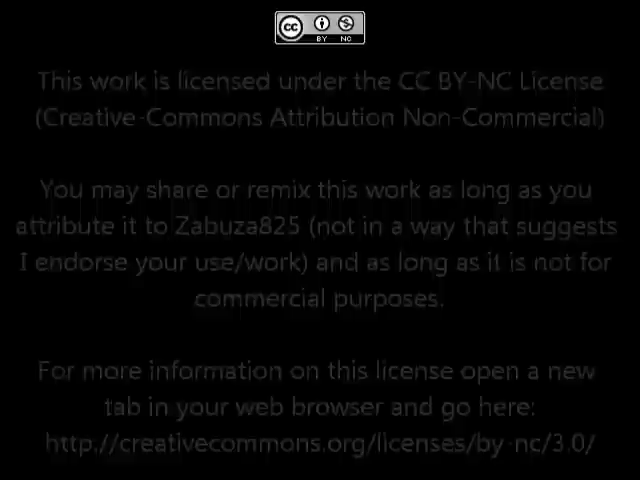 cc
BY NC
This work is licensed under the CC BY-NC License
(Creative-Commons Attribution Non-Commercial)
You may share or remix this work as long as you
attribute it to Zabuza825 (not in a way that suggests
I endorse your use/work) and as long as it is not for
commercial purposes.
For more information on this license open a new
tab in your web browser and go here:
http://creativecommons.org/licenses/by-nc/3.0/